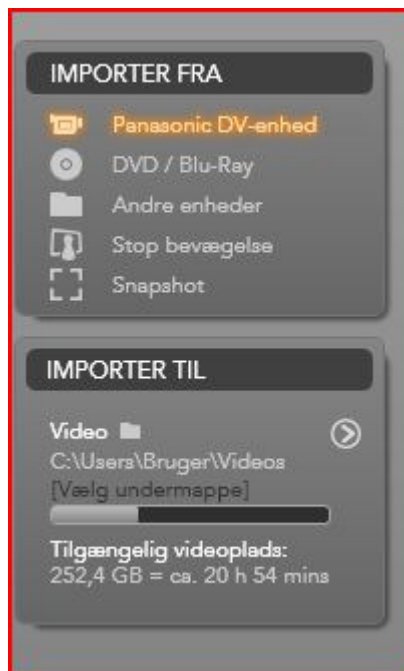 IMPORTER FRA
Panasonic DV-enhed
DVD / Blu-Ray
Andre enheder
Stop bevægelse
Snapshot
IMPORTER TIL
Video
C:\Users\Bruger\Videos
[Vælg undermappe]
Tilgængelig videoplads:
252,4 GB = ca. 20 h 54 mins